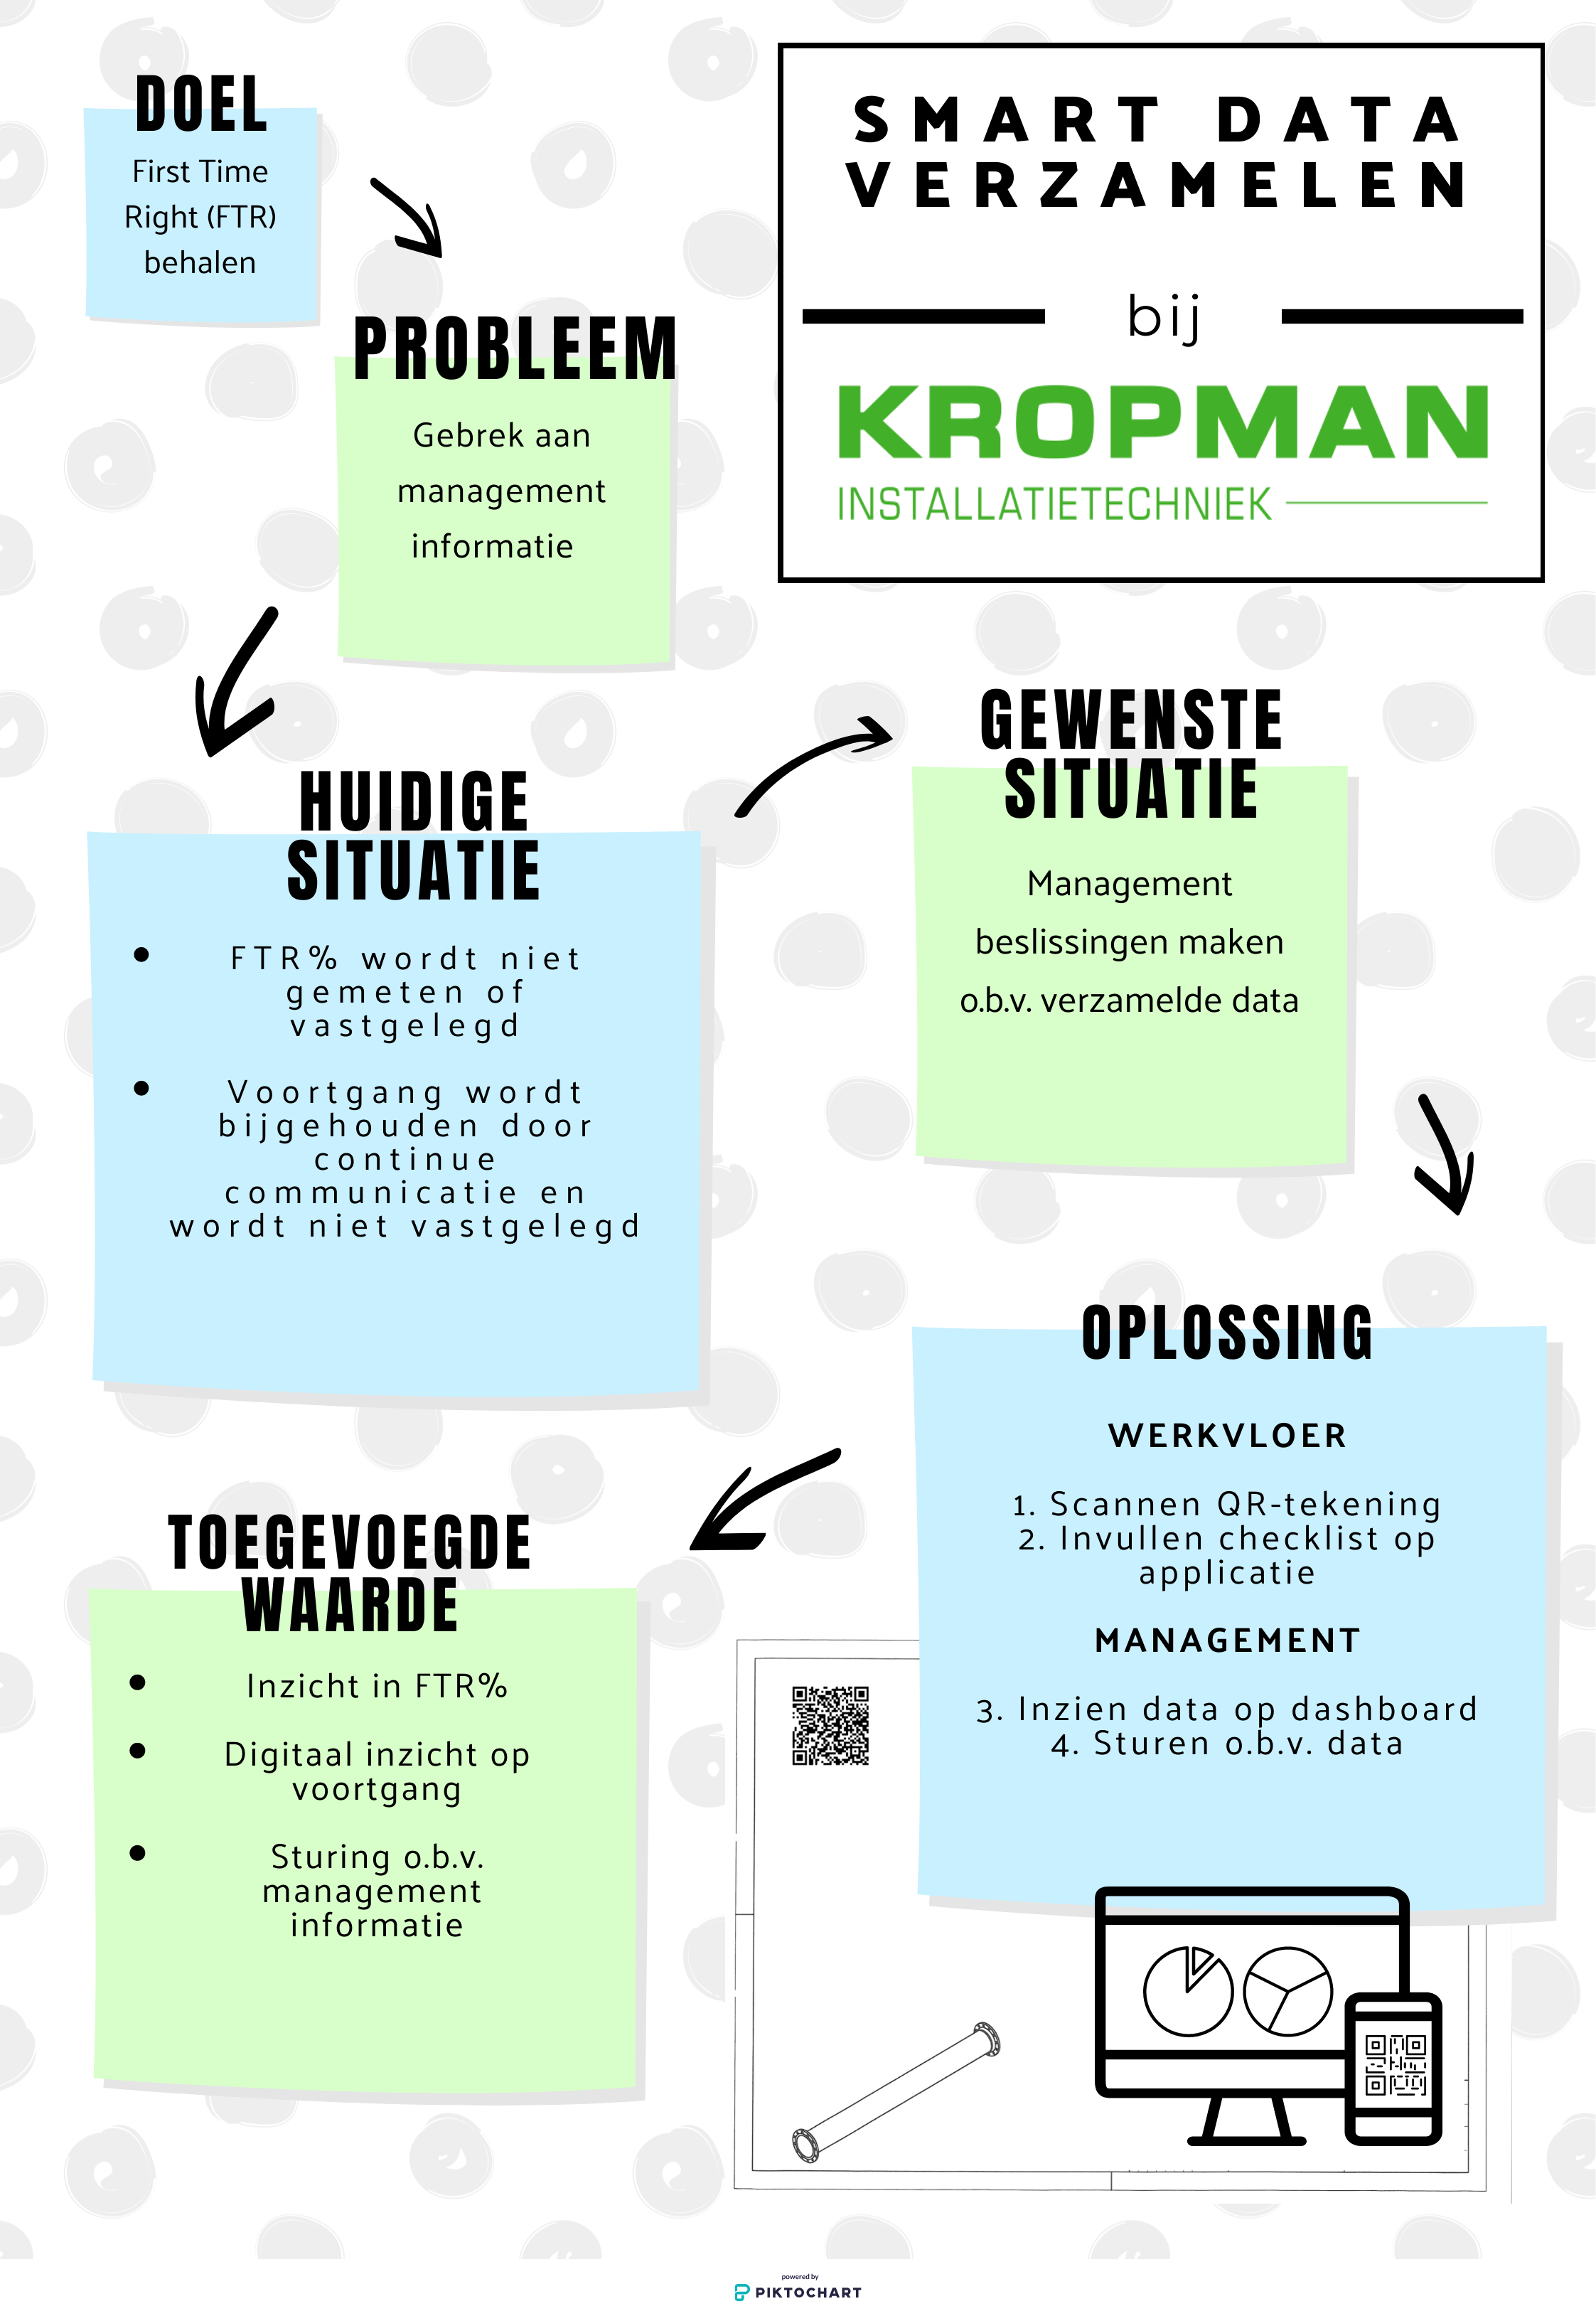 DOEL
First Time
Right (FTR)
behalen
SMART DATA
VERZAMELEN
bij
KROPMAN
INSTALLATIETECHNIEK
PROBLEEM
Gebrek aan
management
informatie
HUIDIGE
SITUATIE
• FTR% wordt niet
gemeten of
vastgelegd
• Voortgang wordt
bijgehouden door
continue
communicatie en
wordt niet vastgelegd
GEWENSTE
SITUATIE
Management
beslissingen maken
o.b.v. verzamelde data
OPLOSSING
WERKVLOER
1. Scannen QR-tekening
2. Invullen checklist op
applicatie
MANAGEMENT
3. Inzien data op dashboard
4. Sturen o.b.v. data
TOEGEVOEGDE
WAARDE
• Inzicht in FTR%
• Digitaal inzicht op
voortgang
• Sturing o.b.v.
management
informatie
powered by
PIKTOCHART